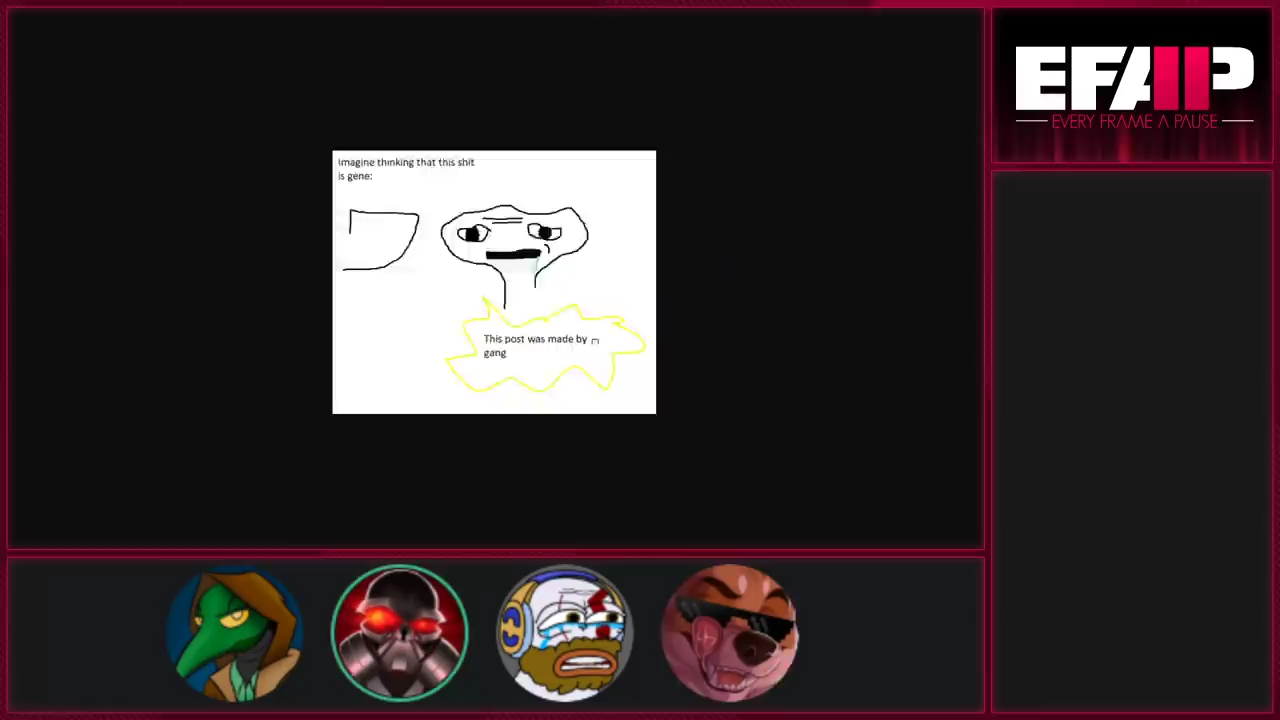 Imagine thinking that this shit
is gene:
This post was made by m
gang
EFAP
EVERY FRAME A PAUSE